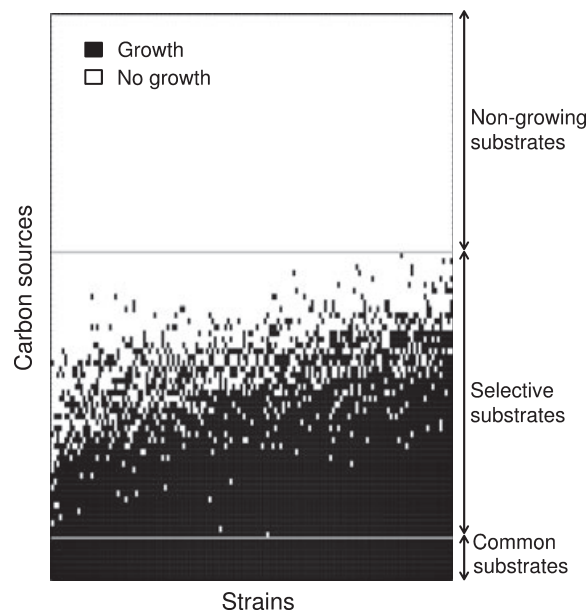 Growth
No growth
Non-growing
substrates
Carbon sources
Selective
substrates
Common
substrates
Strains